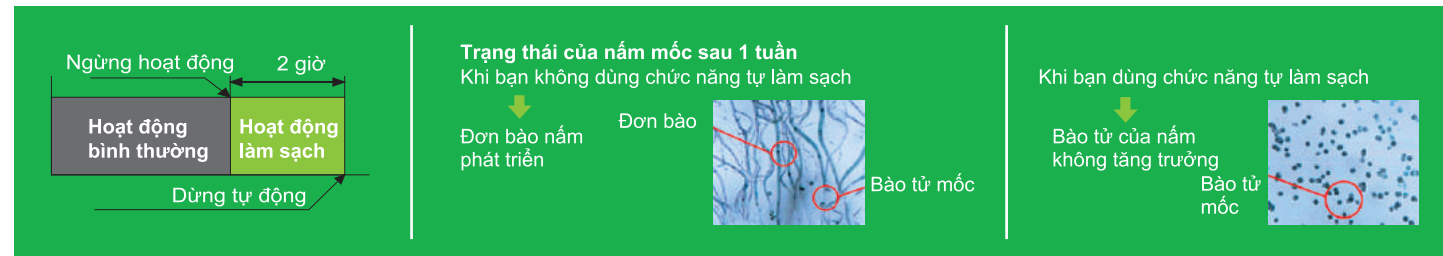 Ngừng hoạt động
2 giờ
Hoạt động
bình thường
Hoạt động
làm sạch
Dừng tự động
Trạng thái của nấm mốc sau 1 tuần
Khi bạn không dùng chức năng tự làm sạch
Đơn bào nấm
phát triển
Đơn bào
Bào tử mốc
Khi bạn dùng chức năng tự làm sạch
Bào tử của nấm
không tăng trưởng
Bào tử
mốc